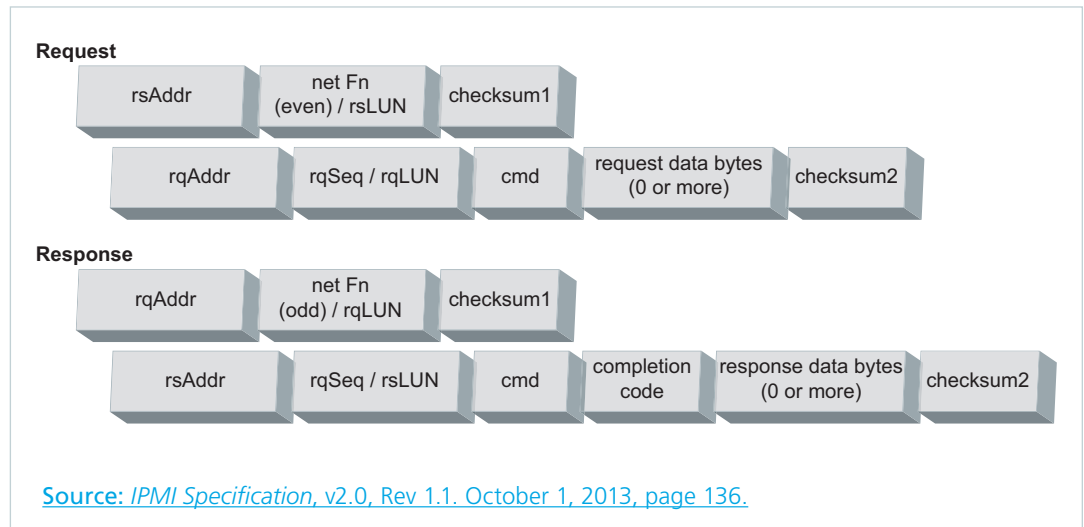 Request
rsAddr
net Fn
(even) / rsLUN
checksum1
rqAddr
rqSeq / rqLUN
cmd
request data bytes
(0 or more)
checksum2
Response
rqAddr
net Fn
(odd) / rqLUN
checksum1
rsAddr
rqSeq / rsLUN
cmd
completion
code
response data bytes
(0 or more)
checksum2
Source: IPMI Specification, v2.0, Rev 1.1. October 1, 2013, page 136.